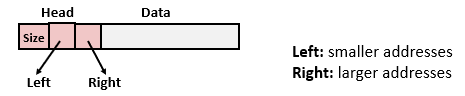 Head Data
Size
Left Right
Left: smaller addresses
Right: larger addresses